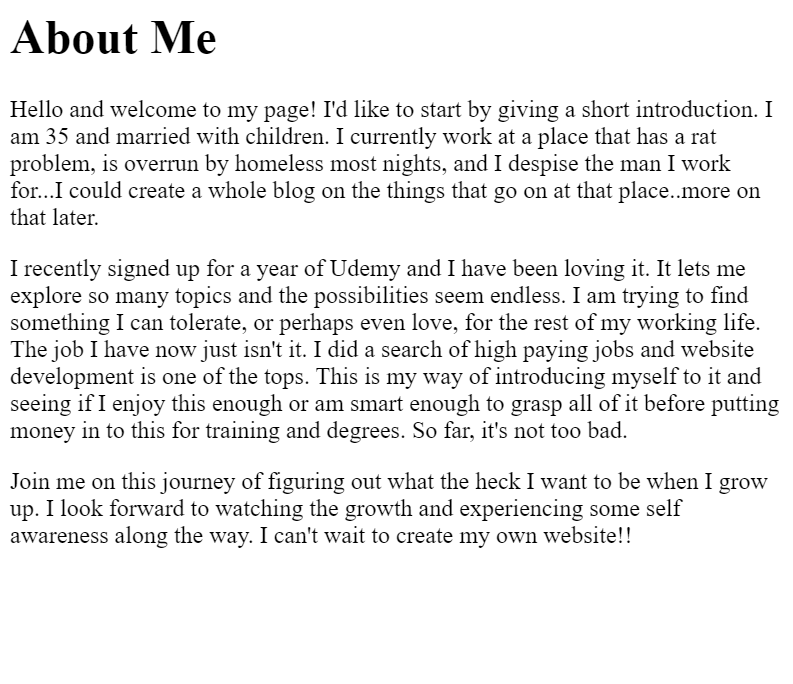 About Me
Hello and welcome to my page! I'd like to start by giving a short introduction. I
am 35 and married with children. I currently work at a place that has a rat
problem, is overrun by homeless most nights, and I despise the man I work
for...I could create a whole blog on the things that go on at that place..more on
that later.
I recently signed up for a year of Udemy and I have been loving it. It lets me
explore so many topics and the possibilities seem endless. I am trying to find
something I can tolerate, or perhaps even love, for the rest of my working life.
The job I have now just isn't it. I did a search of high paying jobs and website
development is one of the tops. This is my way of introducing myself to it and
seeing if I enjoy this enough or am smart enough to grasp all of it before putting
money in to this for training and degrees. So far, it's not too bad.
Join me on this journey of figuring out what the heck I want to be when I grow
up. I look forward to watching the growth and experiencing some self
awareness along the way. I can't wait to create my own website!!